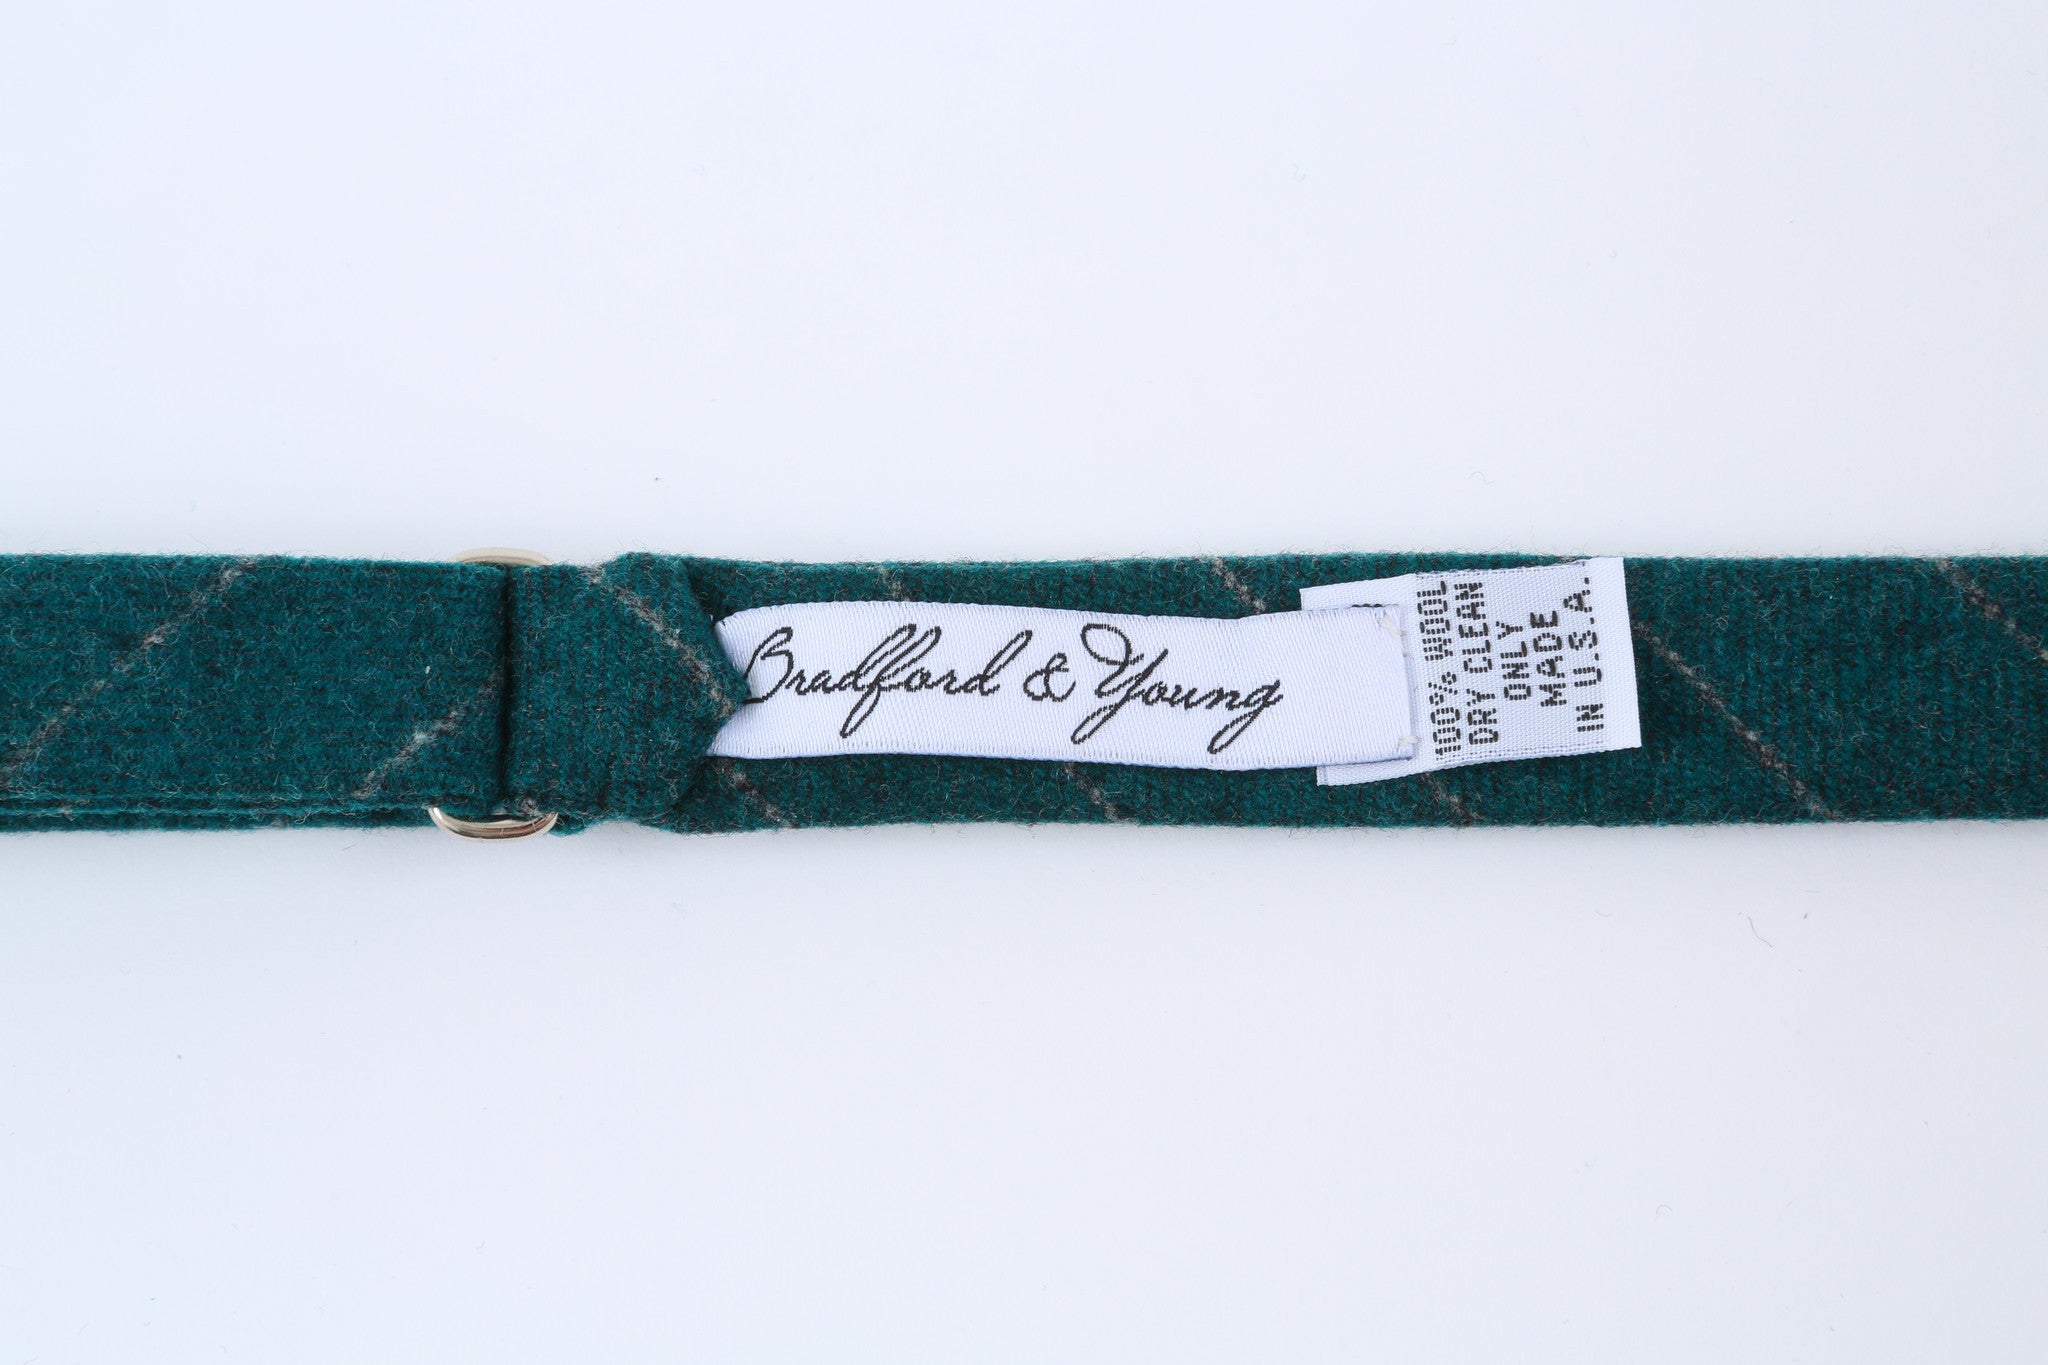 Bradford & Young
100% WOOL
DRY CLEAN
ONLY
MADE
IN U.S.A.